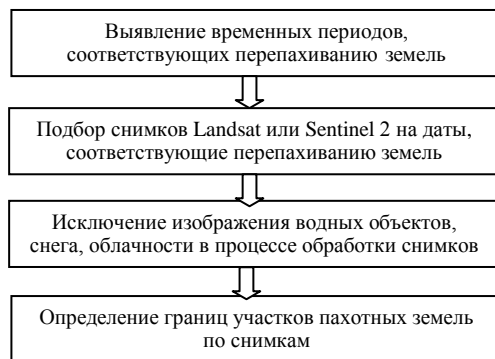 Выявление временных периодов,
соответствующих перепахиванию земель
Подбор снимков Landsat или Sentinel 2 на даты,
соответствующие перепахиванию земель
Исключение изображения водных объектов,
снега, облачности в процессе обработки снимков
Определение границ участков пахотных земель
по снимкам